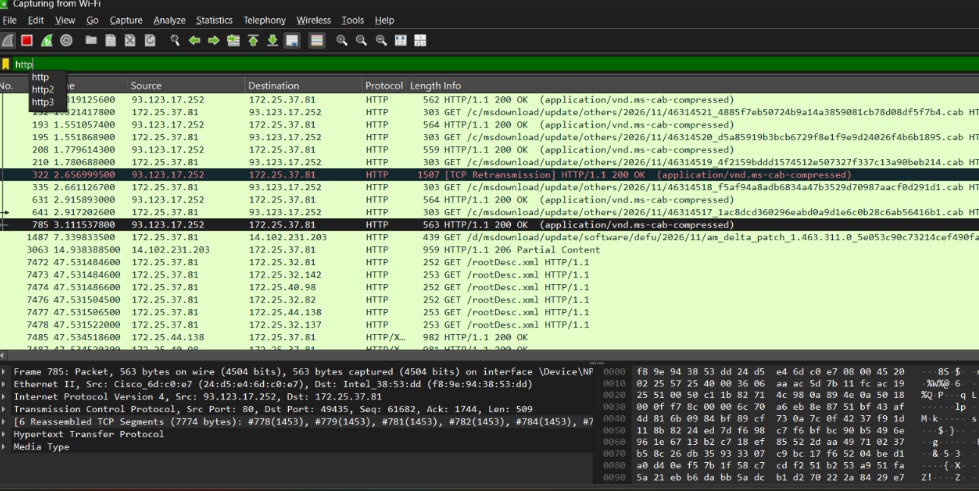 Capturing from Wi-Fi
File Edit View Go Capture Analyze Statistics Telephony Wireless Tools Help
http
http
http2
http3
No. Source Destination Protocol Length Info
93.123.17.252 172.25.37.81 HTTP 562 HTTP/1.1 200 OK (application/vnd.ms-cab-compressed)
172.25.37.81 93.123.17.252 HTTP 303 GET /c/msdownload/update/others/2026/11/46314521_4885f7eb50724b9a14a3859081cb78d08df5f7b4.cab HT
193 1.551057400 93.123.17.252 172.25.37.81 HTTP 564 HTTP/1.1 200 OK (application/vnd.ms-cab-compressed)
195 1.551868900 172.25.37.81 93.123.17.252 HTTP 303 GET /c/msdownload/update/others/2026/11/46314520_d5a85919b3bcb6729f8e1f9e9d24026f4b6b1895.cab HT
208 1.779614300 93.123.17.252 172.25.37.81 HTTP 559 HTTP/1.1 200 OK (application/vnd.ms-cab-compressed)
210 1.780688000 172.25.37.81 93.123.17.252 HTTP 303 GET /c/msdownload/update/others/2026/11/46314519_4f2159bddd1574512e507327f337c13a90beb214.cab HT
322 2.656999500 93.123.17.252 172.25.37.81 HTTP 1507 [TCP Retransmission] HTTP/1.1 200 OK (application/vnd.ms-cab-compressed)
335 2.661126700 172.25.37.81 93.123.17.252 HTTP 303 GET /c/msdownload/update/others/2026/11/46314518_f5af94a8adb6834a47b3529d70987aacf0d291d1.cab HT
631 2.915893000 93.123.17.252 172.25.37.81 HTTP 564 HTTP/1.1 200 OK (application/vnd.ms-cab-compressed)
641 2.917202600 172.25.37.81 93.123.17.252 HTTP 303 GET /c/msdownload/update/others/2026/11/46314517_1ac8dcd360296eabd0a9d1e6c0b28c6ab56416b1.cab HT
785 3.111537800 93.123.17.252 172.25.37.81 HTTP 563 HTTP/1.1 200 OK (application/vnd.ms-cab-compressed)
1487 7.339833500 172.25.37.81 14.102.231.203 HTTP 439 GET /d/msdownload/update/software/defu/2026/11/am_delta_patch_1.463.311.0_5e053c90c73214cef490fa
3063 14.938388500 14.102.231.203 172.25.37.81 HTTP 959 HTTP/1.1 206 Partial Content
7472 47.531484600 172.25.37.81 172.25.32.81 HTTP 252 GET /rootDesc.xml HTTP/1.1
7473 47.531484600 172.25.37.81 172.25.32.142 HTTP 253 GET /rootDesc.xml HTTP/1.1
7474 47.531486600 172.25.37.81 172.25.40.98 HTTP 252 GET /rootDesc.xml HTTP/1.1
7476 47.531504500 172.25.37.81 172.25.32.82 HTTP 252 GET /rootDesc.xml HTTP/1.1
7477 47.531506500 172.25.37.81 172.25.44.138 HTTP 253 GET /rootDesc.xml HTTP/1.1
7478 47.531522000 172.25.37.81 172.25.32.137 HTTP 253 GET /rootDesc.xml HTTP/1.1
7485 47.534518600 172.25.44.138 172.25.37.81 HTTP/X… 982 HTTP/1.1 200 OK
Frame 785: Packet, 563 bytes on wire (4504 bits), 563 bytes captured (4504 bits) on interface \Device\NP
Ethernet II, Src: Cisco_6d:c0:e7 (24:d5:e4:6d:c0:e7), Dst: Intel_38:53:dd (f8:9e:94:38:53:dd)
Internet Protocol Version 4, Src: 93.123.17.252, Dst: 172.25.37.81
Transmission Control Protocol, Src Port: 80, Dst Port: 49435, Seq: 61682, Ack: 1744, Len: 509
[6 Reassembled TCP Segments (7774 bytes): #778(1453), #779(1453), #781(1453), #782(1453), #784(1453), #7
Hypertext Transfer Protocol
Media Type
0000 f8 9e 94 38 53 dd 24 d5 e4 6d c0 e7 08 00 45 20
0010 02 25 57 25 40 00 36 06 aa ac 5d 7b 11 fc ac 19
0020 25 51 00 50 c1 1b 82 71 4c 98 0a 89 4e 0a 50 18
0030 00 0f f7 8c 00 00 6c 70 a6 eb 8e 87 51 bf 43 af
0040 4d 81 6b 09 84 bf 89 cf 73 0a 7c 0f 42 37 f9 1d
0050 11 8b 82 24 ed 7d f6 98 c7 f6 bf bc 90 b5 49 6e
0060 96 1e 67 13 b2 c7 18 ef 85 52 2d aa 49 71 02 37
0070 b5 8c 26 db 35 93 33 07 c9 bc 17 f6 52 04 be d1
0080 a0 d4 0e f5 7b 1f 58 c7 cd f2 51 b2 53 a9 51 fa
0090 5a 21 eb b6 da bb 5a dc b1 d2 70 22 2a 84 29 e7